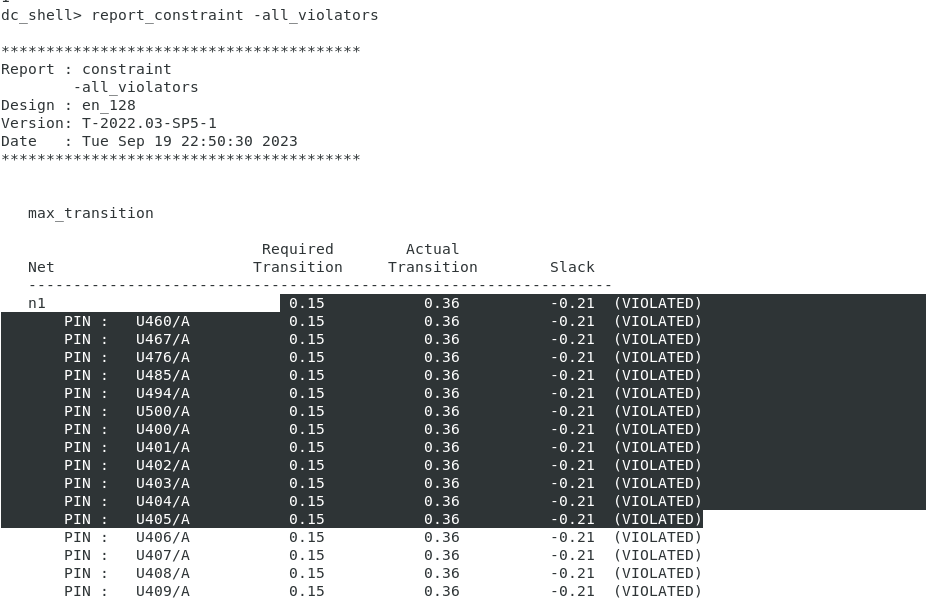 dc_shell> report_constraint -all_violators
****************************************
Report : constraint
        -all_violators
Design : en_128
Version: T-2022.03-SP5-1
Date   : Tue Sep 19 22:50:30 2023
****************************************
   max_transition
                             Required        Actual
   Net                      Transition     Transition        Slack
   -----------------------------------------------------------------
   n1                           0.15           0.36          -0.21  (VIOLATED)
       PIN :   U460/A           0.15           0.36          -0.21  (VIOLATED)
       PIN :   U467/A           0.15           0.36          -0.21  (VIOLATED)
       PIN :   U476/A           0.15           0.36          -0.21  (VIOLATED)
       PIN :   U485/A           0.15           0.36          -0.21  (VIOLATED)
       PIN :   U494/A           0.15           0.36          -0.21  (VIOLATED)
       PIN :   U500/A           0.15           0.36          -0.21  (VIOLATED)
       PIN :   U400/A           0.15           0.36          -0.21  (VIOLATED)
       PIN :   U401/A           0.15           0.36          -0.21  (VIOLATED)
       PIN :   U402/A           0.15           0.36          -0.21  (VIOLATED)
       PIN :   U403/A           0.15           0.36          -0.21  (VIOLATED)
       PIN :   U404/A           0.15           0.36          -0.21  (VIOLATED)
       PIN :   U405/A           0.15           0.36          -0.21  (VIOLATED)
       PIN :   U406/A           0.15           0.36          -0.21  (VIOLATED)
       PIN :   U407/A           0.15           0.36          -0.21  (VIOLATED)
       PIN :   U408/A           0.15           0.36          -0.21  (VIOLATED)
       PIN :   U409/A           0.15           0.36          -0.21  (VIOLATED)